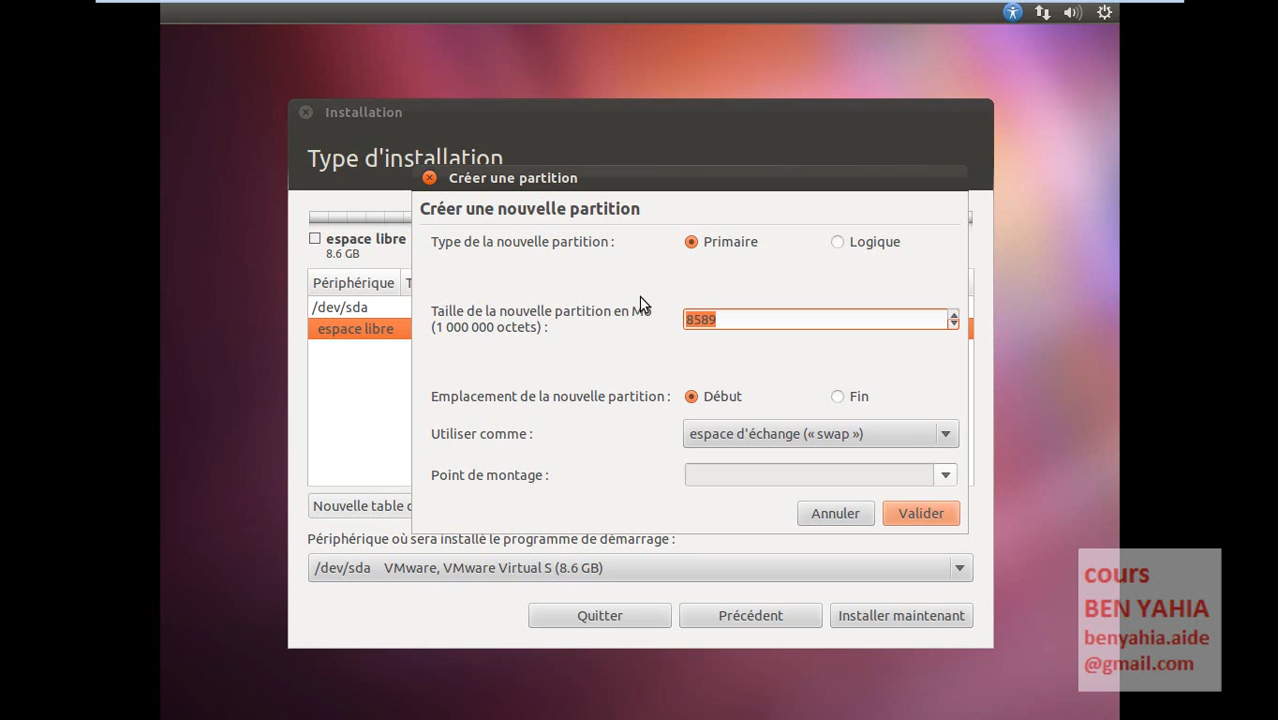 Installation
Type d'installation
Créer une partition
Créer une nouvelle partition
Type de la nouvelle partition :
Primaire
Logique
espace libre
8.6 GB
Périphérique
T
/dev/sda
espace libre
Taille de la nouvelle partition en Mo
(1 000 000 octets) :
8589
Emplacement de la nouvelle partition :
Début
Fin
Utiliser comme :
espace d'échange (« swap »)
Point de montage :
Nouvelle table
Annuler
Valider
Périphérique où sera installé le programme de démarrage :
/dev/sda VMware, VMware Virtual S (8.6 GB)
Quitter
Précédent
Installer maintenant
cours
BEN YAHIA
benyahia.aide
@gmail.com